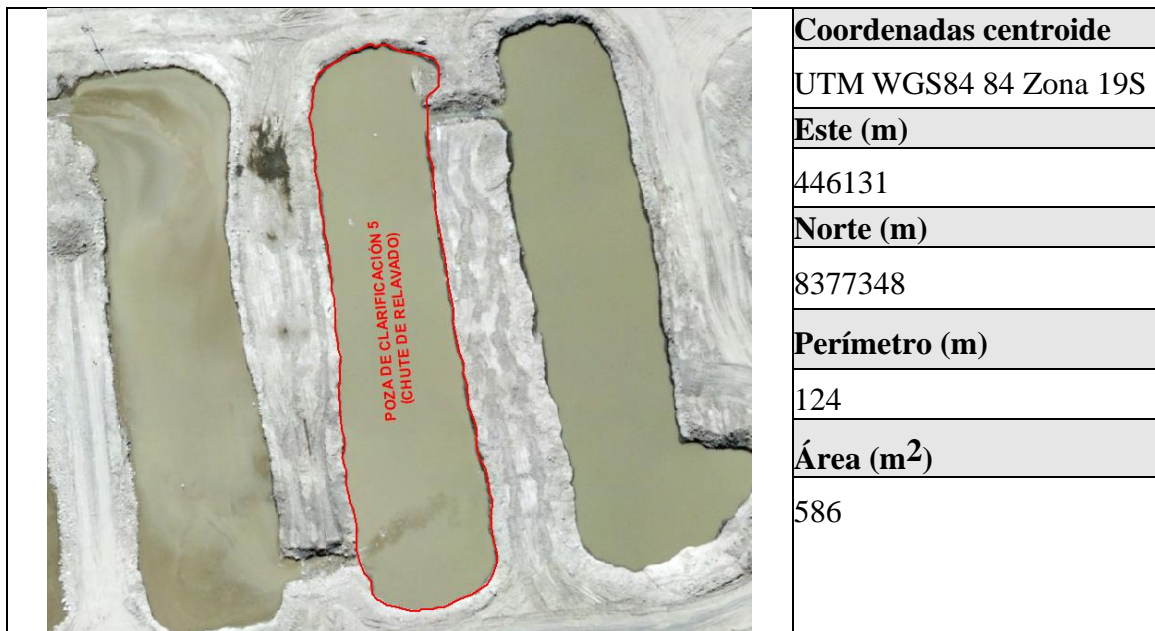 POZA DE CLARIFICACIÓN 5
(CHUTE DE RELAVADO)
Coordenadas centroide
UTM WGS84 84 Zona 19S
Este (m)
446131
Norte (m)
8377348
Perímetro (m)
124
Área (m²)
586